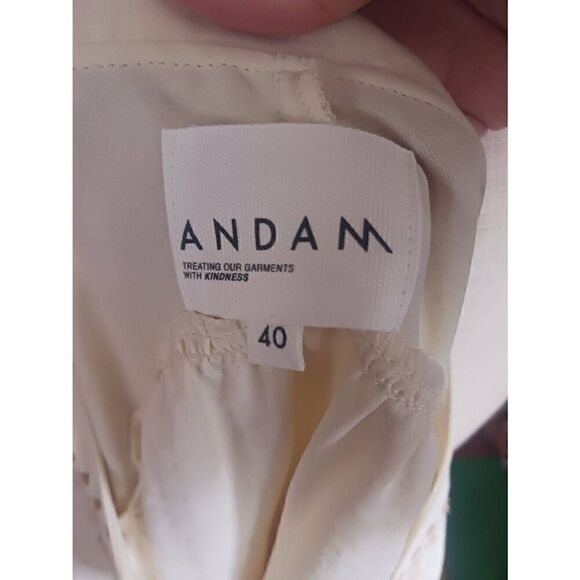 ANDAM
TREATING OUR GARMENTS
WITH KINDNESS
40